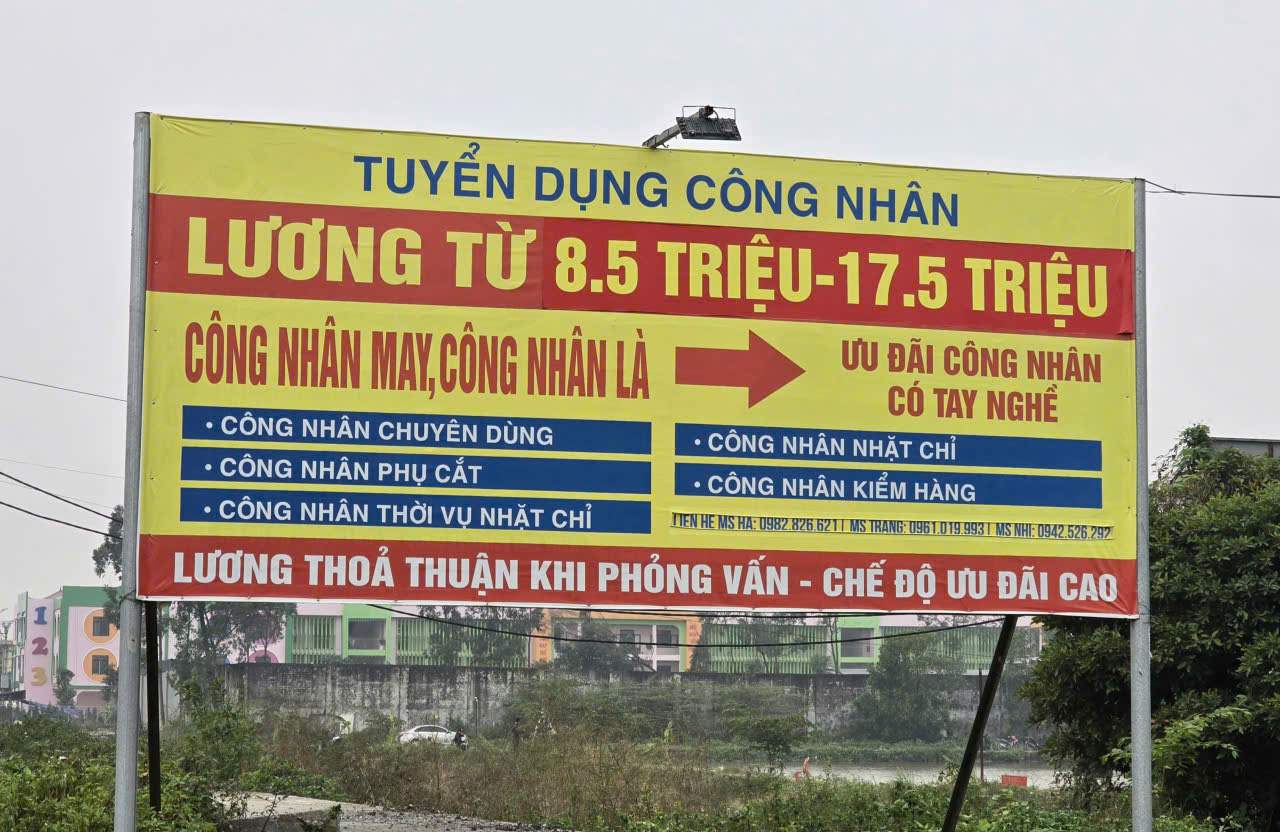 TUYỂN DỤNG CÔNG NHÂN
LƯƠNG TỪ 8.5 TRIỆU-17.5 TRIỆU
CÔNG NHÂN MAY,CÔNG NHÂN LÀ
ƯU ĐÃI CÔNG NHÂN
CÓ TAY NGHỀ
• CÔNG NHÂN CHUYÊN DÙNG
• CÔNG NHÂN PHỤ CẮT
• CÔNG NHÂN THỜI VỤ NHẶT CHỈ
• CÔNG NHÂN NHẶT CHỈ
• CÔNG NHÂN KIỂM HÀNG
LIÊN HỆ MS HÀ: 0982.826.621 | MS TRANG: 0961.019.993 | MS NHI: 0942.526.292
LƯƠNG THOẢ THUẬN KHI PHỎNG VẤN - CHẾ ĐỘ ƯU ĐÃI CAO
1
2
3